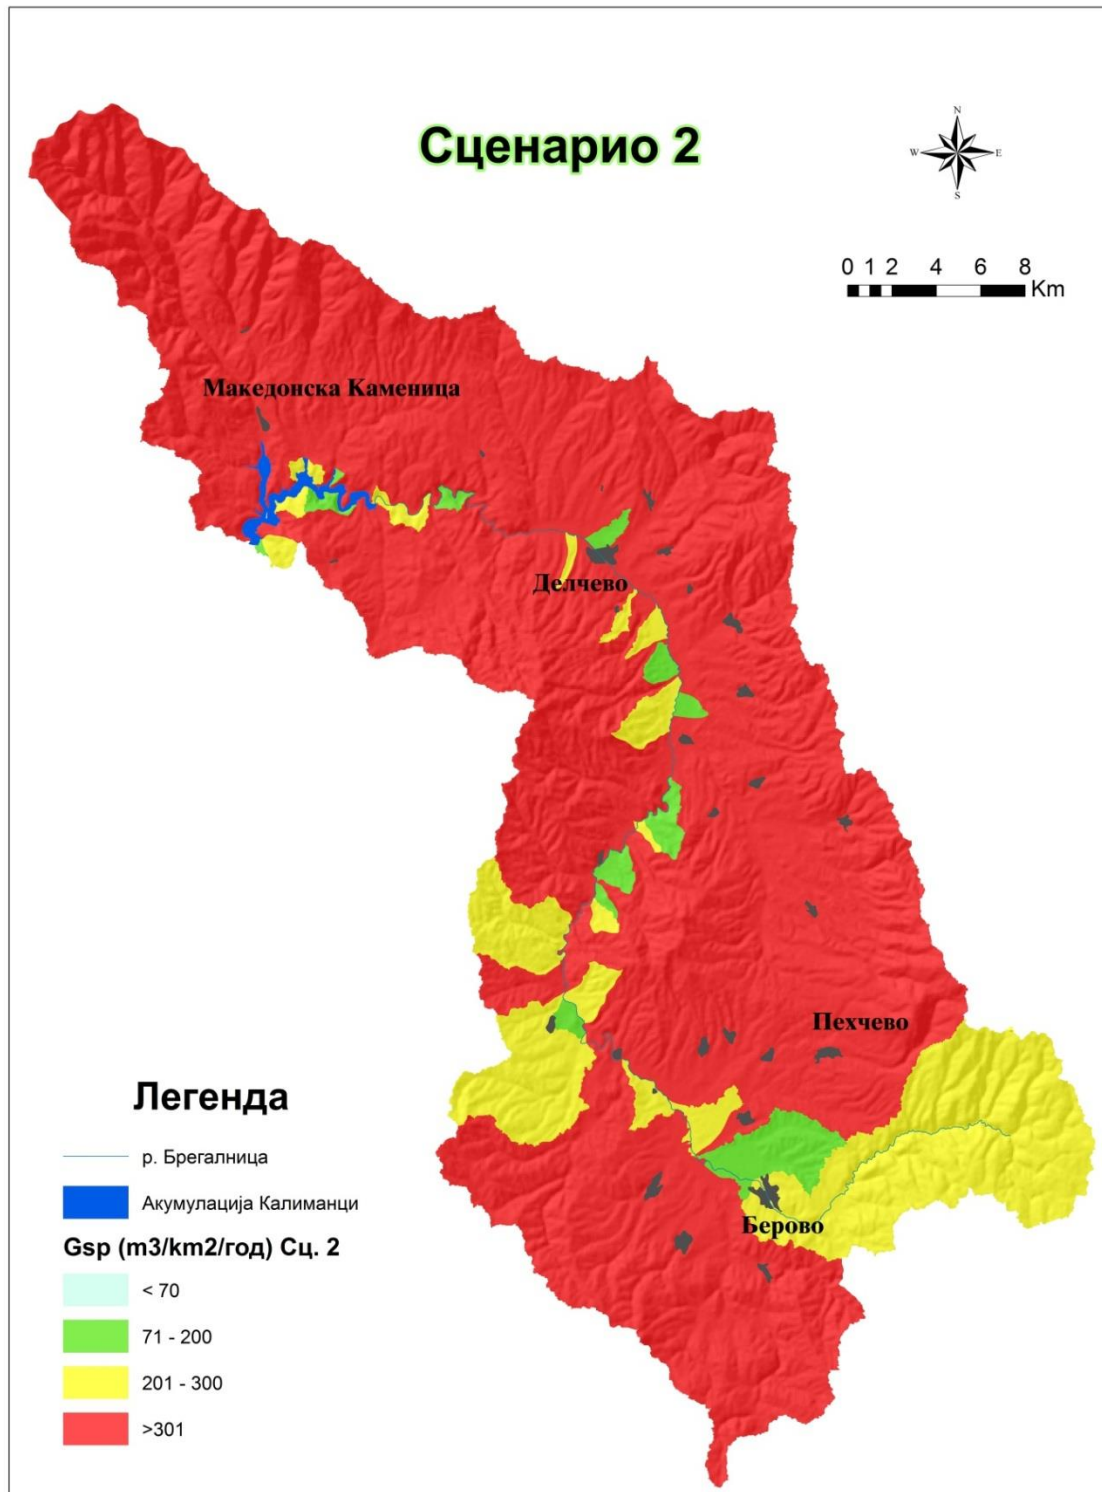 Сценарио 2
N
W E
S
0 1 2 4 6 8
Km
Македонска Каменица
Делчево
Пехчево
Берово
Легенда
р. Брегалница
Акумулација Калиманци
Gsp (m3/km2/год) Сц. 2
< 70
71 - 200
201 - 300
>301